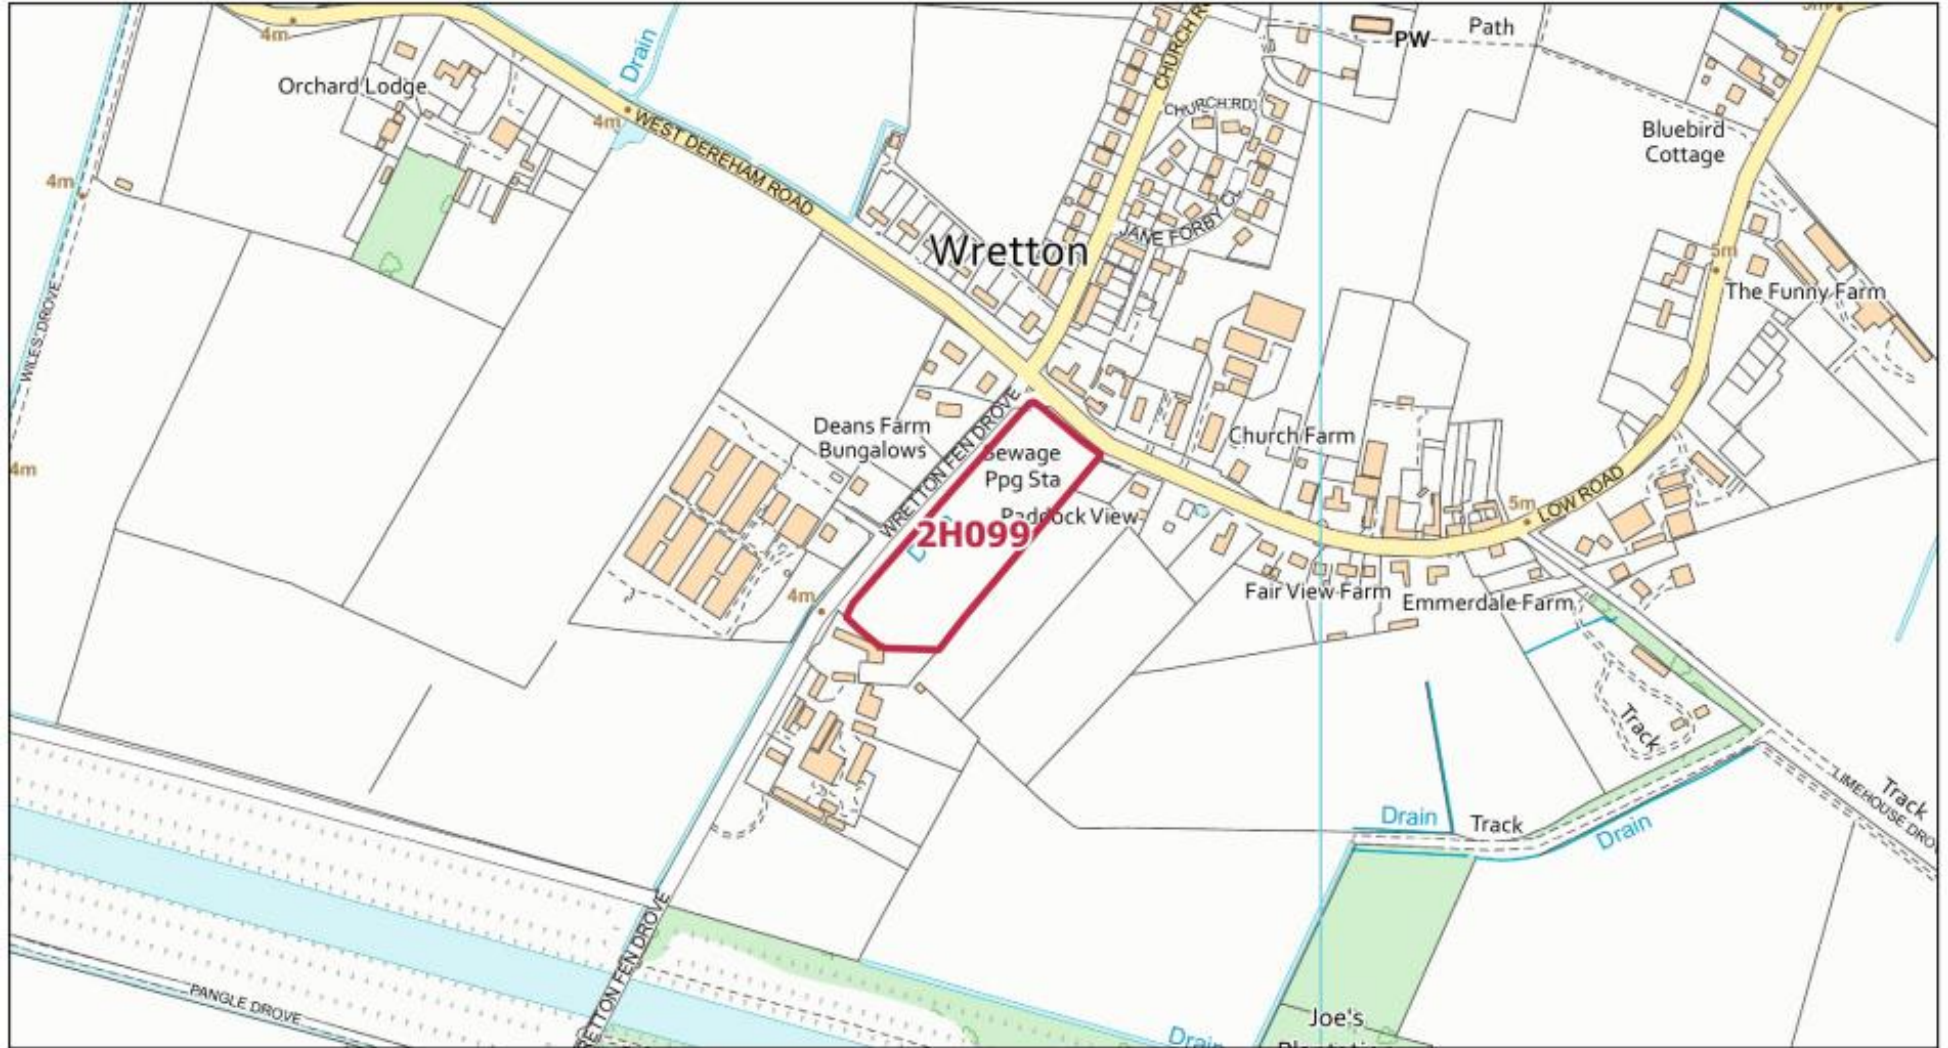 4m
Drain
CHURCH R
PW
Path
5m
Orchard Lodge
4m
WEST DEREHAM ROAD
CHURCH RD
Bluebird
Cottage
4m
JANE FORBY CL
Wretton
5m
The Funny Farm
WILES DROVE
Deans Farm
Bungalows
WRETTON FEN DROVE
Sewage
Ppg Sta
Church Farm
4m
Paddock View
2H099
5m
LOW ROAD
4m
Fair View Farm
Emmerdale Farm
Track
Track
LIMEHOUSE DRO
Drain
Track
Drain
PANGLE DROVE
RETTON FEN DROVE
Joe's
Drain